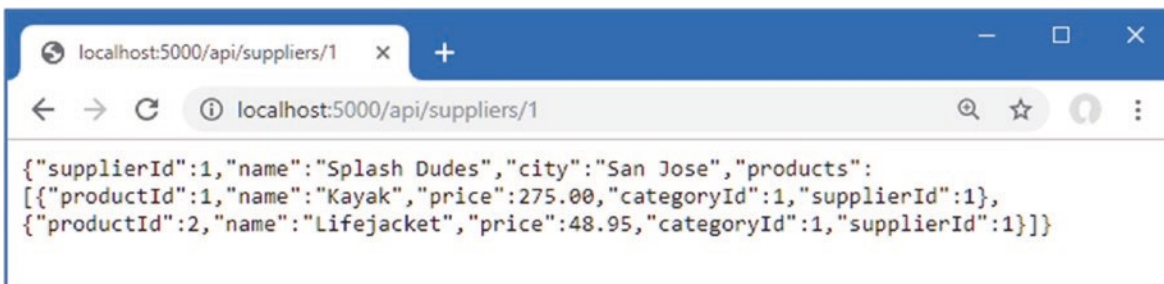 localhost:5000/api/suppliers/1
localhost:5000/api/suppliers/1
{"supplierId":1,"name":"Splash Dudes","city":"San Jose","products":
[{"productId":1,"name":"Kayak","price":275.00,"categoryId":1,"supplierId":1},
{"productId":2,"name":"Lifejacket","price":48.95,"categoryId":1,"supplierId":1}]}